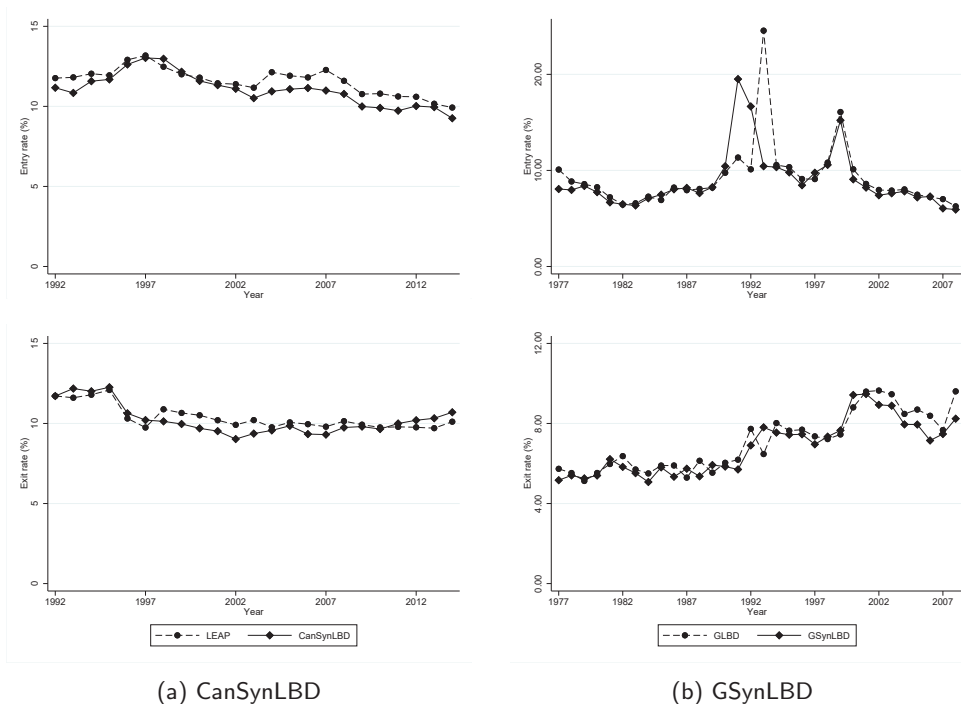 15
10
5
0
Entry rate (%)
1992 1997 2002 2007 2012
Year
20.00
10.00
0.00
Entry rate (%)
1977 1982 1987 1992 1997 2002 2007
Year
15
10
5
0
Exit rate (%)
1992 1997 2002 2007 2012
Year
LEAP CanSynLBD
12.00
8.00
4.00
0.00
Exit rate (%)
1977 1982 1987 1992 1997 2002 2007
Year
GLBD GSynLBD
(a) CanSynLBD
(b) GSynLBD